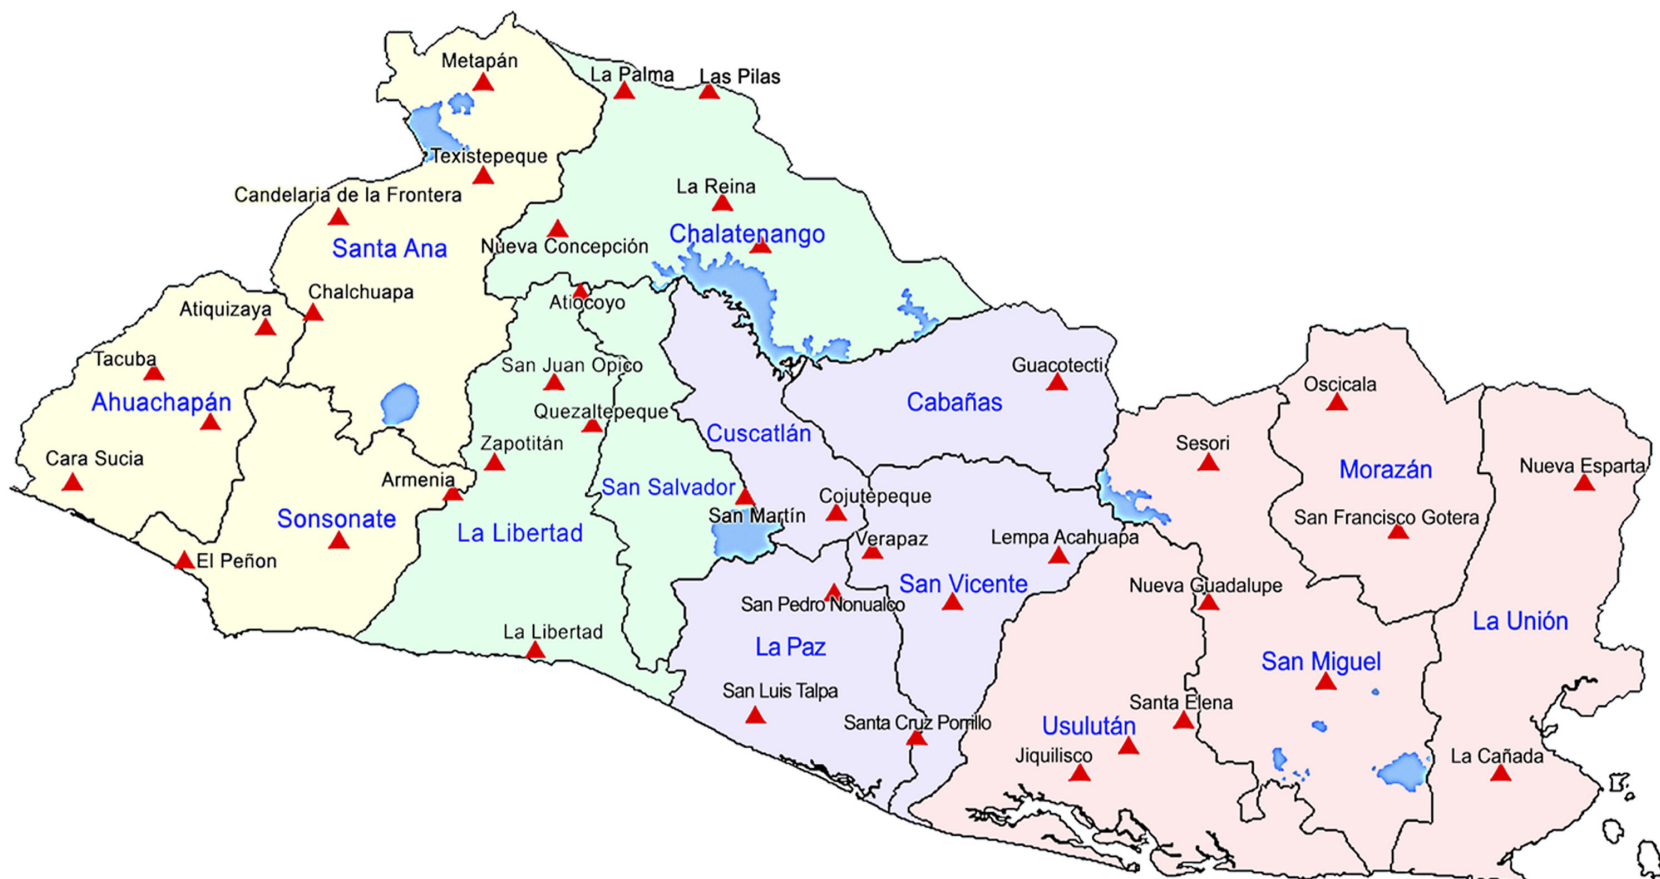 Metapán
La Palma
Las Pilas
Texistepeque
Candelaria de la Frontera
La Reina
Santa Ana
Nueva Concepción
Chalatenango
Chalchuapa
Atiocoyo
Atiquizaya
Tacuba
San Juan Opico
Guacotecti
Oscicala
Ahuachapán
Quezaltepeque
Cabañas
Cuscatlán
Zapotitán
Sesori
Cara Sucia
Morazán
Nueva Esparta
Armenia
San Salvador
Cojutepeque
Sonsonate
San Martín
San Francisco Gotera
La Libertad
Verapaz
Lempa Acahuapa
El Peñon
San Vicente
Nueva Guadalupe
San Pedro Nonualco
La Unión
La Libertad
La Paz
San Miguel
San Luis Talpa
Santa Elena
Santa Cruz Porrillo
Usulután
Jiquilisco
La Cañada